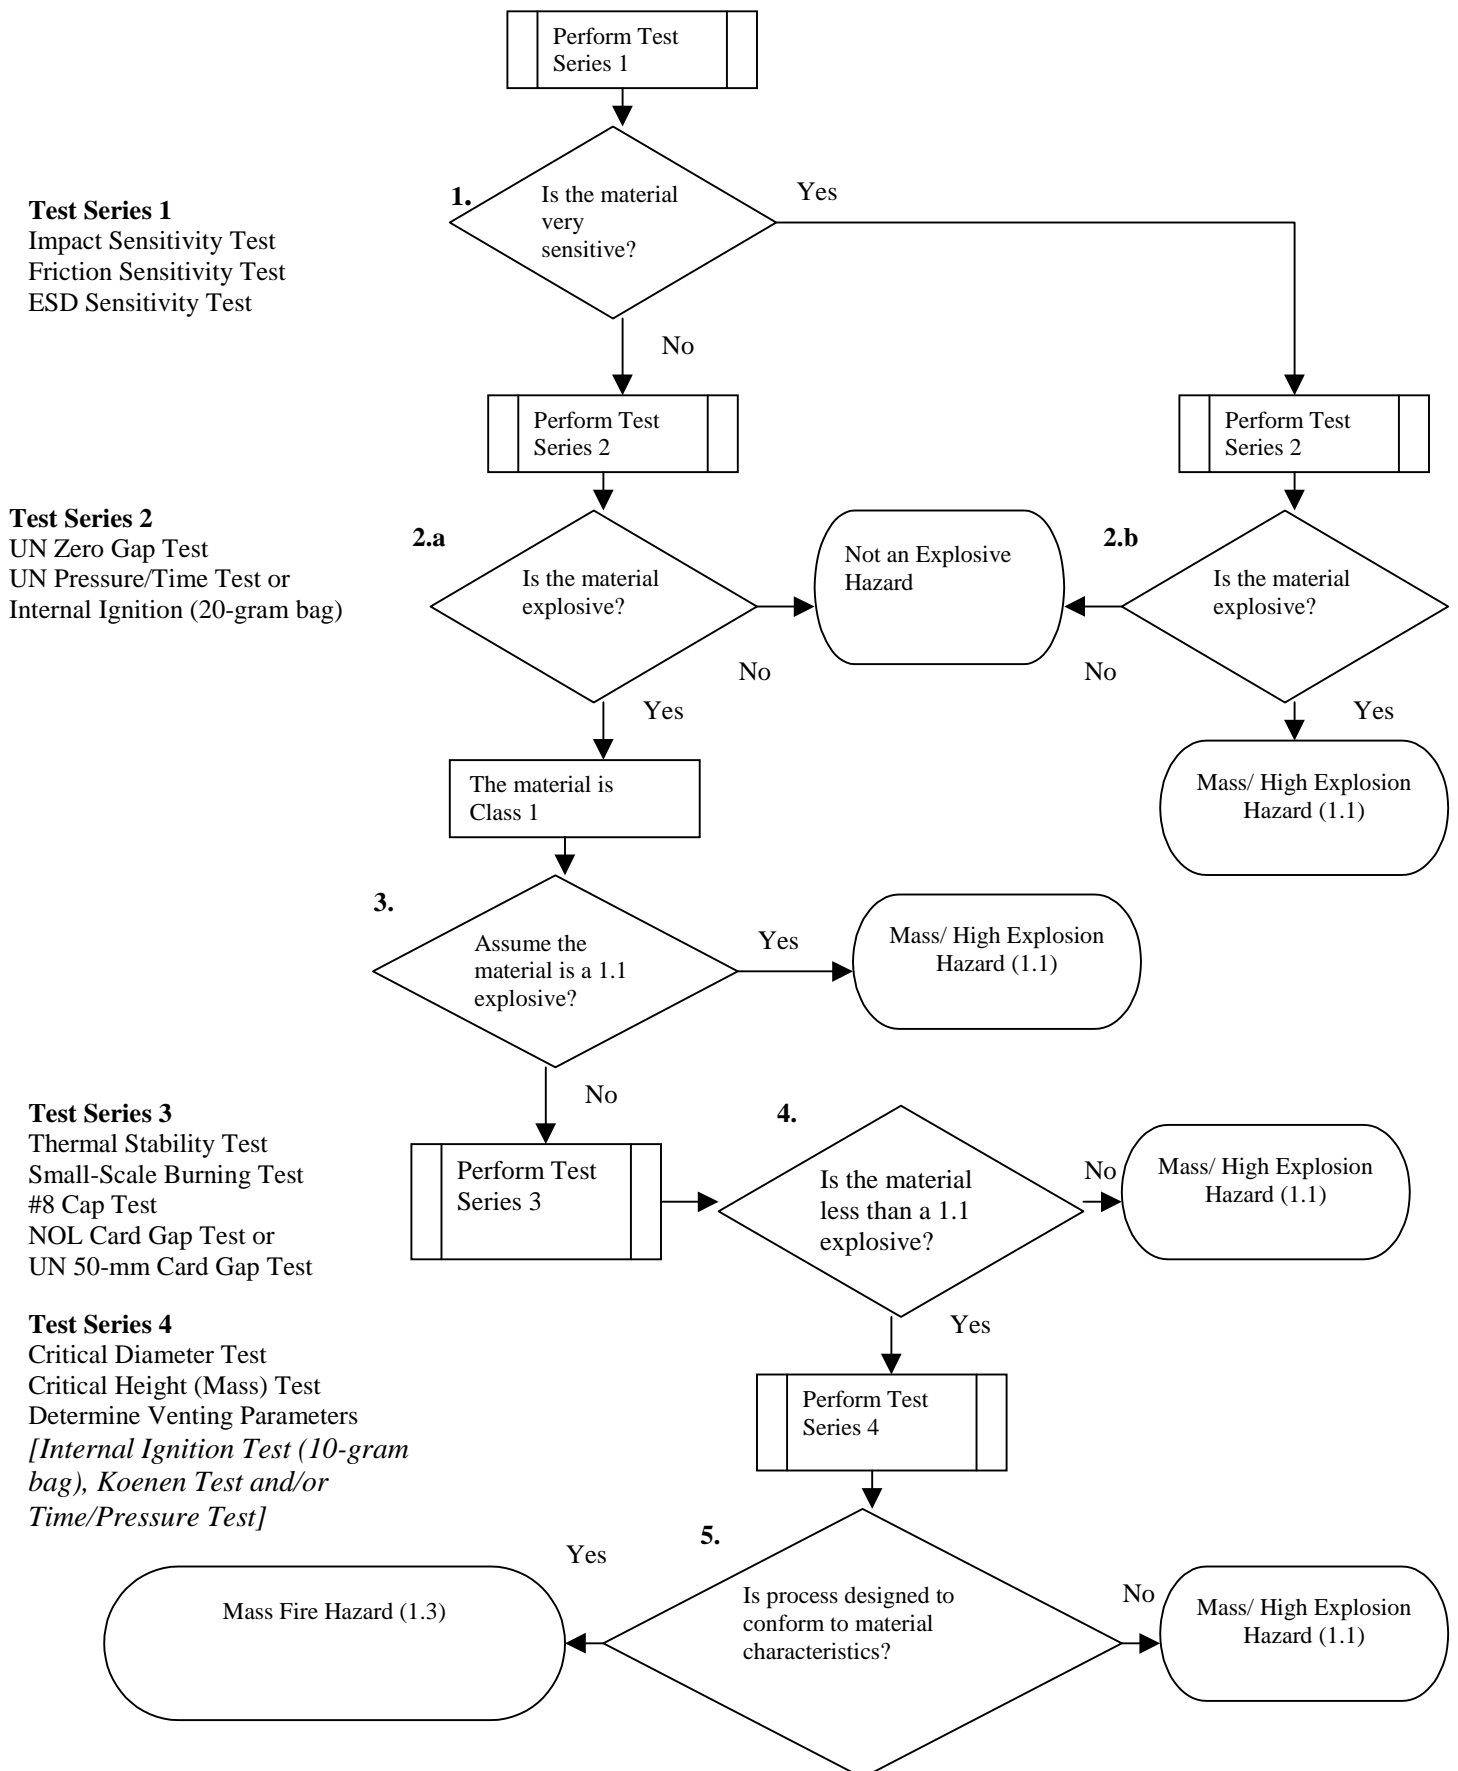 Perform Test
Series 1
1.
Is the material
very
sensitive?
Yes
Test Series 1
Impact Sensitivity Test
Friction Sensitivity Test
ESD Sensitivity Test
No
Perform Test
Series 2
Perform Test
Series 2
Test Series 2
UN Zero Gap Test
UN Pressure/Time Test or
Internal Ignition (20-gram bag)
2.a
Is the material
explosive?
Not an Explosive
Hazard
2.b
Is the material
explosive?
No
No
Yes
Yes
The material is
Class 1
Mass/ High Explosion
Hazard (1.1)
3.
Assume the
material is a 1.1
explosive?
Yes
Mass/ High Explosion
Hazard (1.1)
No
Test Series 3
Thermal Stability Test
Small-Scale Burning Test
#8 Cap Test
NOL Card Gap Test or
UN 50-mm Card Gap Test
Perform Test
Series 3
4.
Is the material
less than a 1.1
explosive?
No
Mass/ High Explosion
Hazard (1.1)
Yes
Test Series 4
Critical Diameter Test
Critical Height (Mass) Test
Determine Venting Parameters
[Internal Ignition Test (10-gram
bag), Koenen Test and/or
Time/Pressure Test]
Perform Test
Series 4
5.
Is process designed to
conform to material
characteristics?
Yes
Mass Fire Hazard (1.3)
No
Mass/ High Explosion
Hazard (1.1)